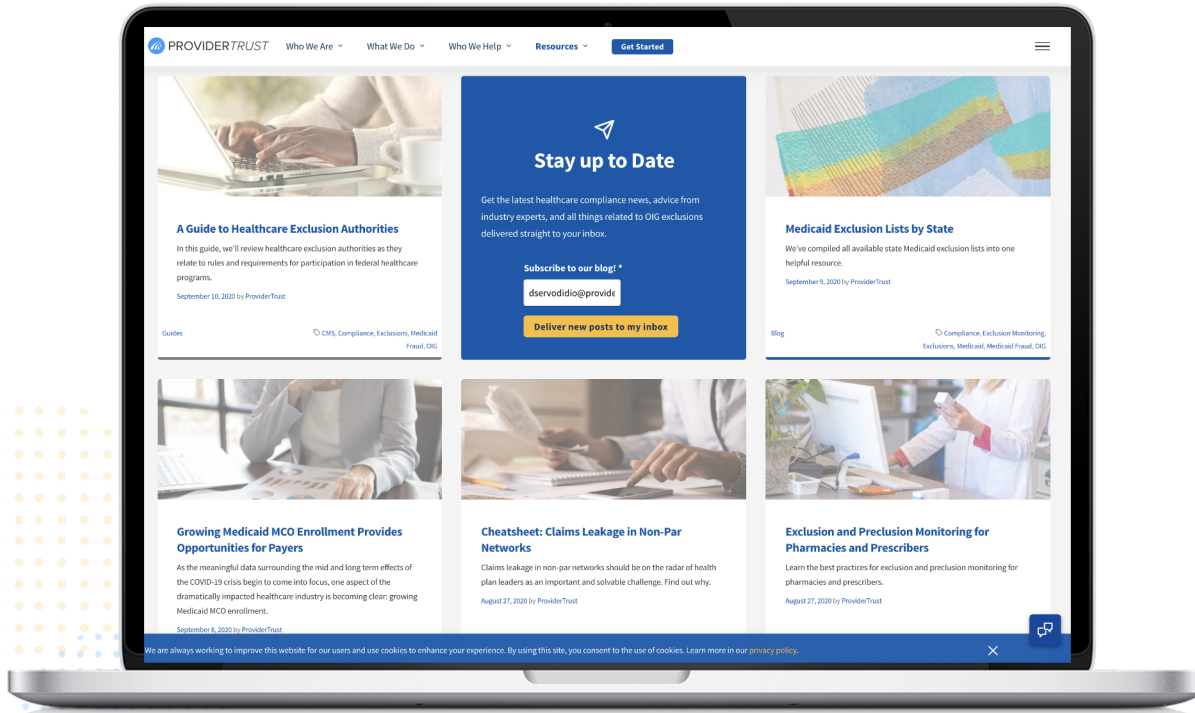 PROVIDERTRUST
Who We Are
What We Do
Who We Help
Resources
Get Started
A Guide to Healthcare Exclusion Authorities
In this guide, we'll review healthcare exclusion authorities as they
relate to rules and requirements for participation in federal healthcare
programs.
September 10, 2020 by ProviderTrust
Guides
CMS, Compliance, Exclusions, Medicaid
Fraud, OIG
Stay up to Date
Get the latest healthcare compliance news, advice from
industry experts, and all things related to OIG exclusions
delivered straight to your inbox.
Subscribe to our blog! *
dservodidio@provide
Deliver new posts to my inbox
Medicaid Exclusion Lists by State
We've compiled all available state Medicaid exclusion lists into one
helpful resource.
September 9, 2020 by ProviderTrust
Blog
Compliance, Exclusion Monitoring,
Exclusions, Medicaid, Medicaid Fraud, OIG
Growing Medicaid MCO Enrollment Provides
Opportunities for Payers
As the meaningful data surrounding the mid and long term effects of
the COVID-19 crisis begin to come into focus, one aspect of the
dramatically impacted healthcare industry is becoming clear: growing
Medicaid MCO enrollment.
September 8, 2020 by ProviderTrust
Cheatsheet: Claims Leakage in Non-Par
Networks
Claims leakage in non-par networks should be on the radar of health
plan leaders as an important and solvable challenge. Find out why.
August 27, 2020 by ProviderTrust
Exclusion and Preclusion Monitoring for
Pharmacies and Prescribers
Learn the best practices for exclusion and preclusion monitoring for
pharmacies and prescribers.
August 27, 2020 by ProviderTrust
We are always working to improve this website for our users and use cookies to enhance your experience. By using this site, you consent to the use of cookies. Learn more in our privacy policy.